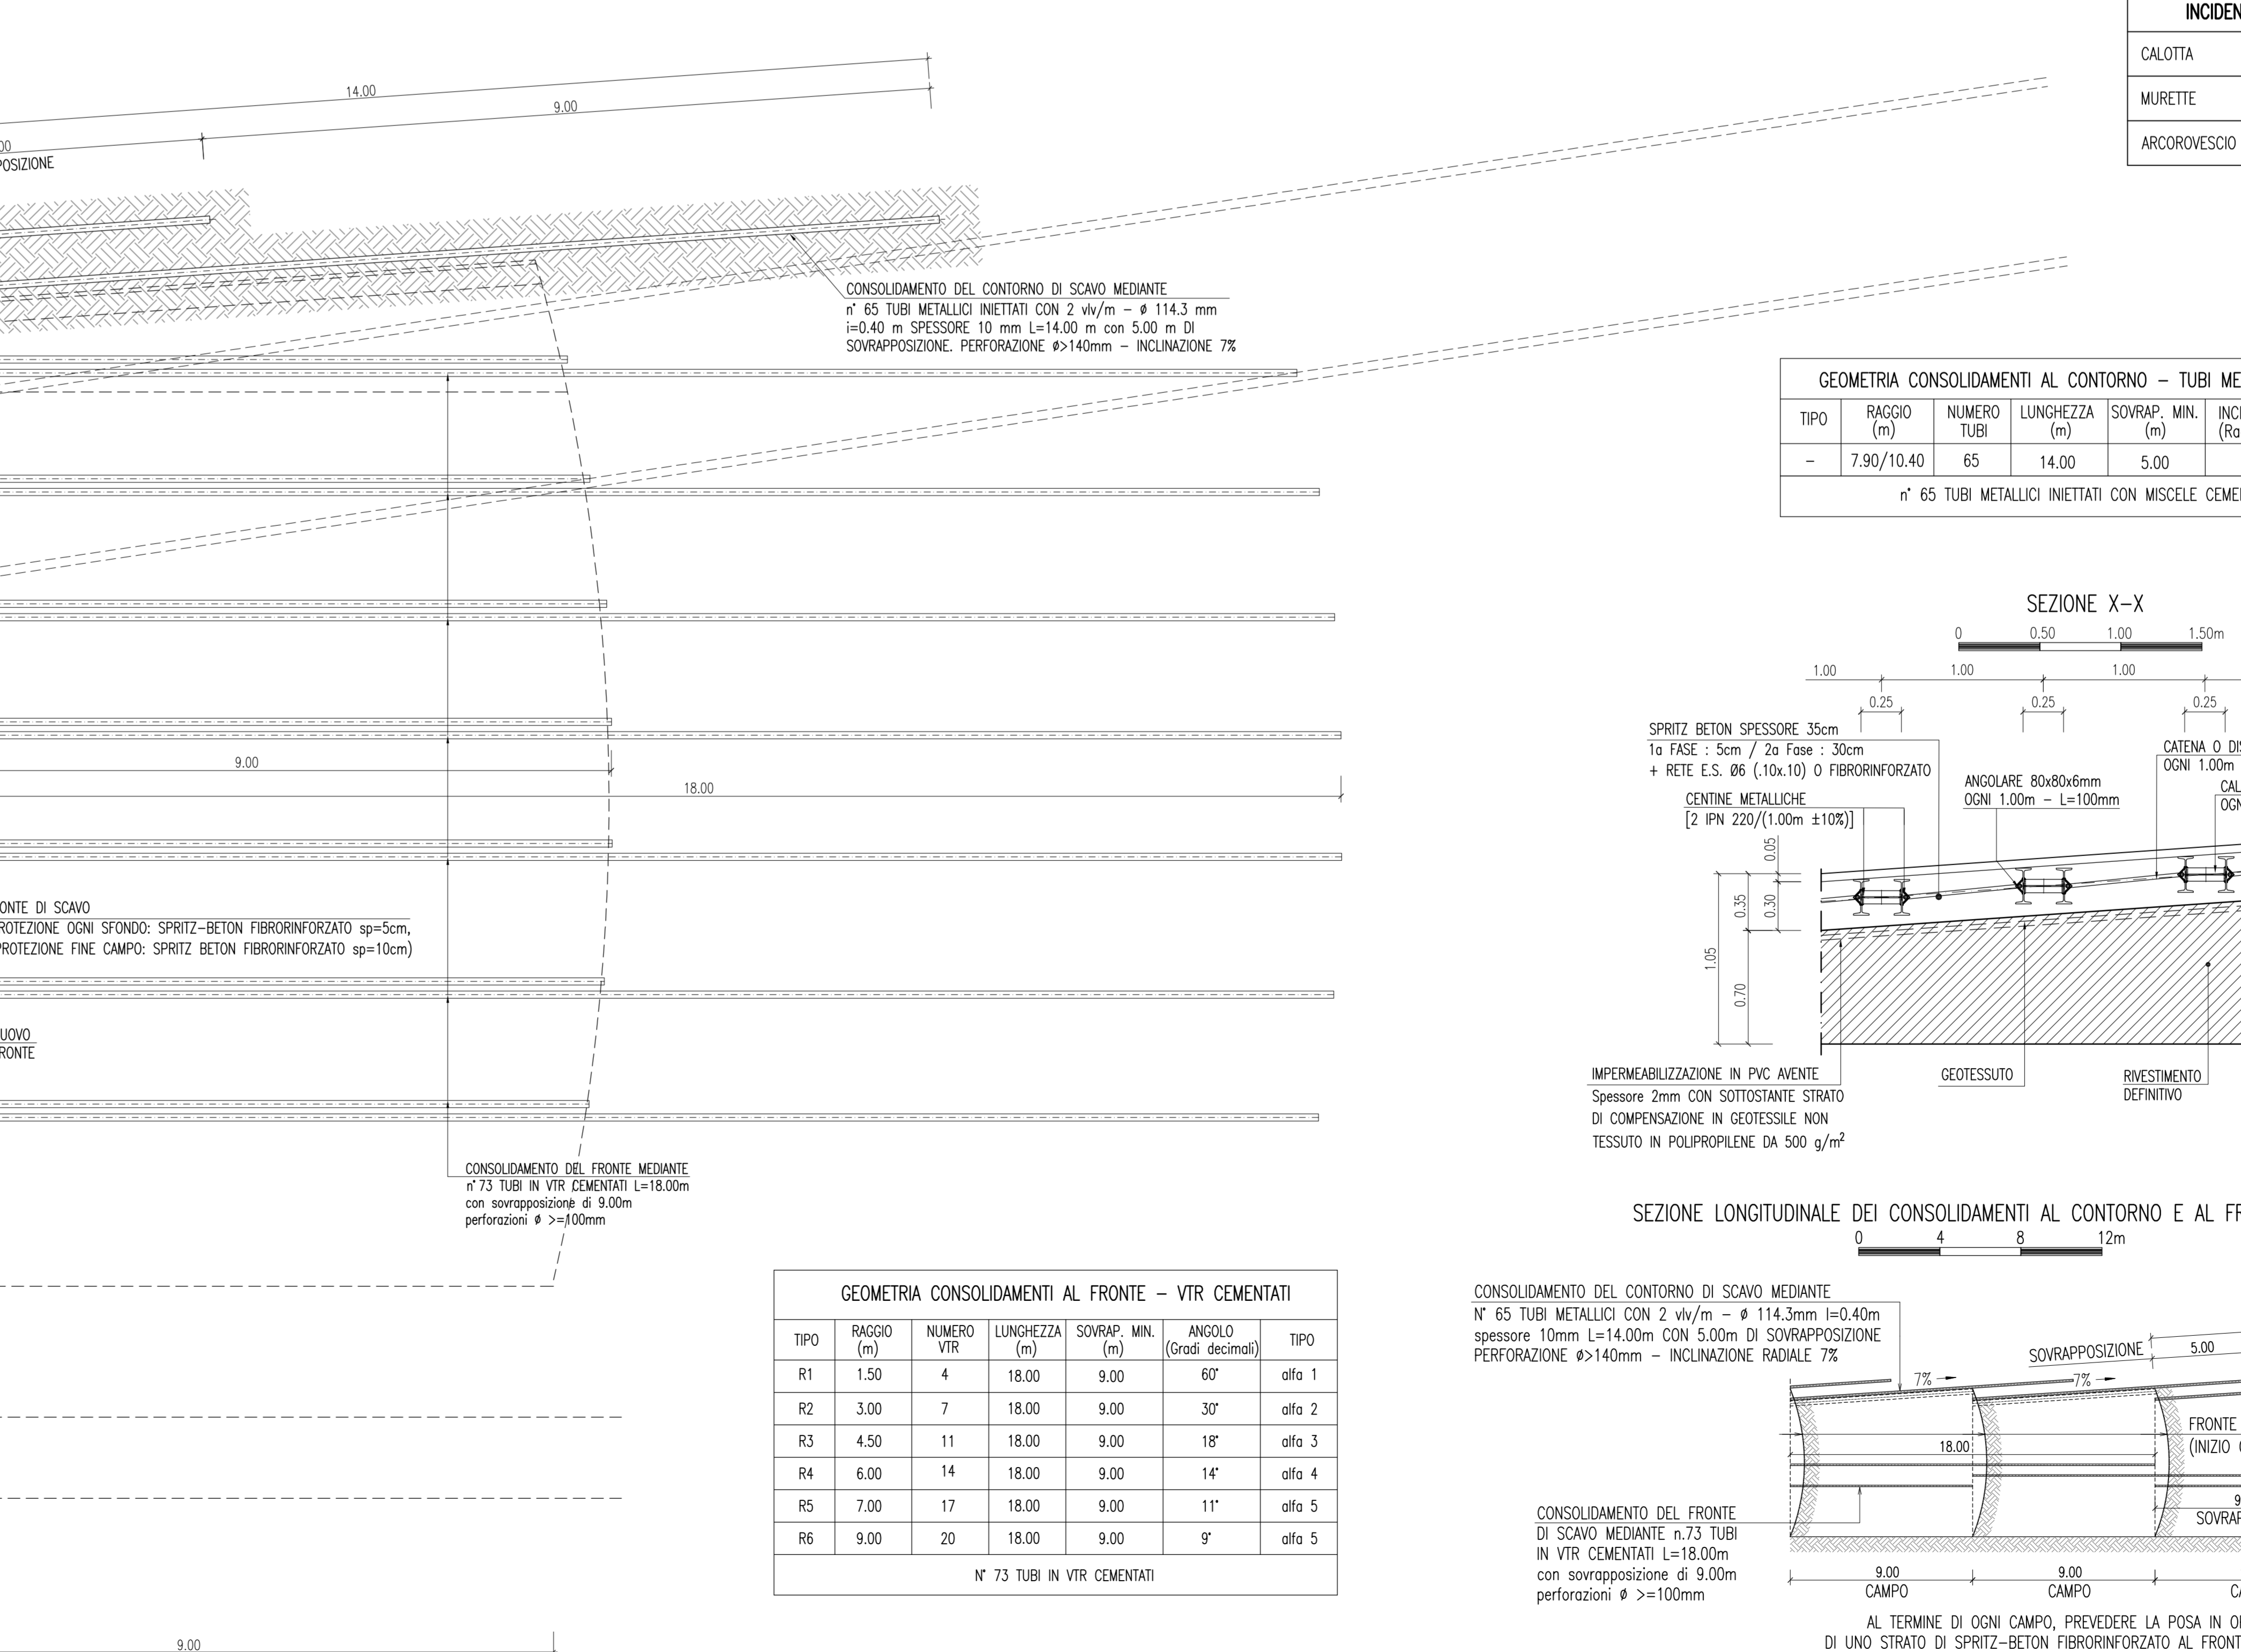 14.00
9.00
00
POSIZIONE
CONSOLIDAMENTO DEL CONTORNO DI SCAVO MEDIANTE
n° 65 TUBI METALLICI INIETTATI CON 2 vlv/m – ø 114.3 mm
i=0.40 m SPESSORE 10 mm L=14.00 m con 5.00 m DI
SOVRAPPOSIZIONE. PERFORAZIONE ø>140mm – INCLINAZIONE 7%
9.00
18.00
ONTE DI SCAVO
ROTEZIONE OGNI SFONDO: SPRITZ–BETON FIBRORINFORZATO sp=5cm,
PROTEZIONE FINE CAMPO: SPRITZ BETON FIBRORINFORZATO sp=10cm)
UOVO
RONTE
CONSOLIDAMENTO DEL FRONTE MEDIANTE
n°73 TUBI IN VTR CEMENTATI L=18.00m
con sovrapposizione di 9.00m
perforazioni ø >=100mm
9.00
GEOMETRIA CONSOLIDAMENTI AL FRONTE – VTR CEMENTATI
TIPO RAGGIO (m) NUMERO VTR LUNGHEZZA (m) SOVRAP. MIN. (m) ANGOLO (Gradi decimali) TIPO
R1 1.50 4 18.00 9.00 60° alfa 1
R2 3.00 7 18.00 9.00 30° alfa 2
R3 4.50 11 18.00 9.00 18° alfa 3
R4 6.00 14 18.00 9.00 14° alfa 4
R5 7.00 17 18.00 9.00 11° alfa 5
R6 9.00 20 18.00 9.00 9° alfa 5
N° 73 TUBI IN VTR CEMENTATI
INCIDEN
CALOTTA
MURETTE
ARCOROVESCIO
GEOMETRIA CONSOLIDAMENTI AL CONTORNO – TUBI ME
TIPO RAGGIO (m) NUMERO TUBI LUNGHEZZA (m) SOVRAP. MIN. (m) INCL (Ra
– 7.90/10.40 65 14.00 5.00
n° 65 TUBI METALLICI INIETTATI CON MISCELE CEME
SEZIONE X–X
0 0.50 1.00 1.50m
1.00 1.00 1.00
0.25 0.25 0.25
SPRITZ BETON SPESSORE 35cm
1a FASE : 5cm / 2a Fase : 30cm
+ RETE E.S. Ø6 (.10x.10) O FIBRORINFORZATO
CENTINE METALLICHE
[2 IPN 220/(1.00m ±10%)]
ANGOLARE 80x80x6mm
OGNI 1.00m – L=100mm
CATENA O DIS
OGNI 1.00m
CAL
OGN
0.05
0.30
0.35
0.70
1.05
IMPERMEABILIZZAZIONE IN PVC AVENTE
Spessore 2mm CON SOTTOSTANTE STRATO
DI COMPENSAZIONE IN GEOTESSILE NON
TESSUTO IN POLIPROPILENE DA 500 g/m²
GEOTESSUTO
RIVESTIMENTO
DEFINITIVO
SEZIONE LONGITUDINALE DEI CONSOLIDAMENTI AL CONTORNO E AL FR
0 4 8 12m
CONSOLIDAMENTO DEL CONTORNO DI SCAVO MEDIANTE
N° 65 TUBI METALLICI CON 2 vlv/m – ø 114.3mm I=0.40m
spessore 10mm L=14.00m CON 5.00m DI SOVRAPPOSIZIONE
PERFORAZIONE ø>140mm – INCLINAZIONE RADIALE 7%
SOVRAPPOSIZIONE
5.00
7%
7%
FRONTE
(INIZIO
18.00
9
SOVRAP
CONSOLIDAMENTO DEL FRONTE
DI SCAVO MEDIANTE n.73 TUBI
IN VTR CEMENTATI L=18.00m
con sovrapposizione di 9.00m
perforazioni ø >=100mm
9.00 9.00
CAMPO CAMPO CA
AL TERMINE DI OGNI CAMPO, PREVEDERE LA POSA IN O
DI UNO STRATO DI SPRITZ–BETON FIBRORINFORZATO AL FRONT